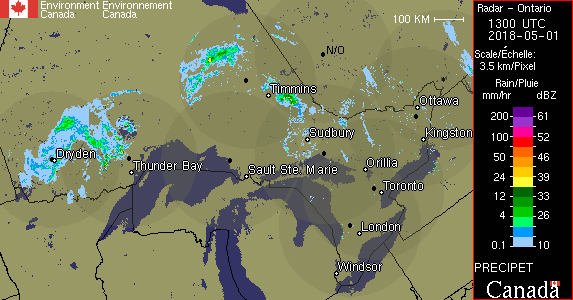 Environment Environnement
Canada Canada
100 KM
N/O
Timmins
Ottawa
Sudbury
Kingston
Dryden
Thunder Bay
Sault Ste. Marie
Orillia
Toronto
London
Windsor
Radar - Ontario
1300 UTC
2018-05-01
Scale/Échelle:
3.5 km/Pixel
Rain/Pluie
mm/hr dBZ
200 61
100 52
50 46
24 39
12 33
4 26
0.1 10
PRECIPET
Canada